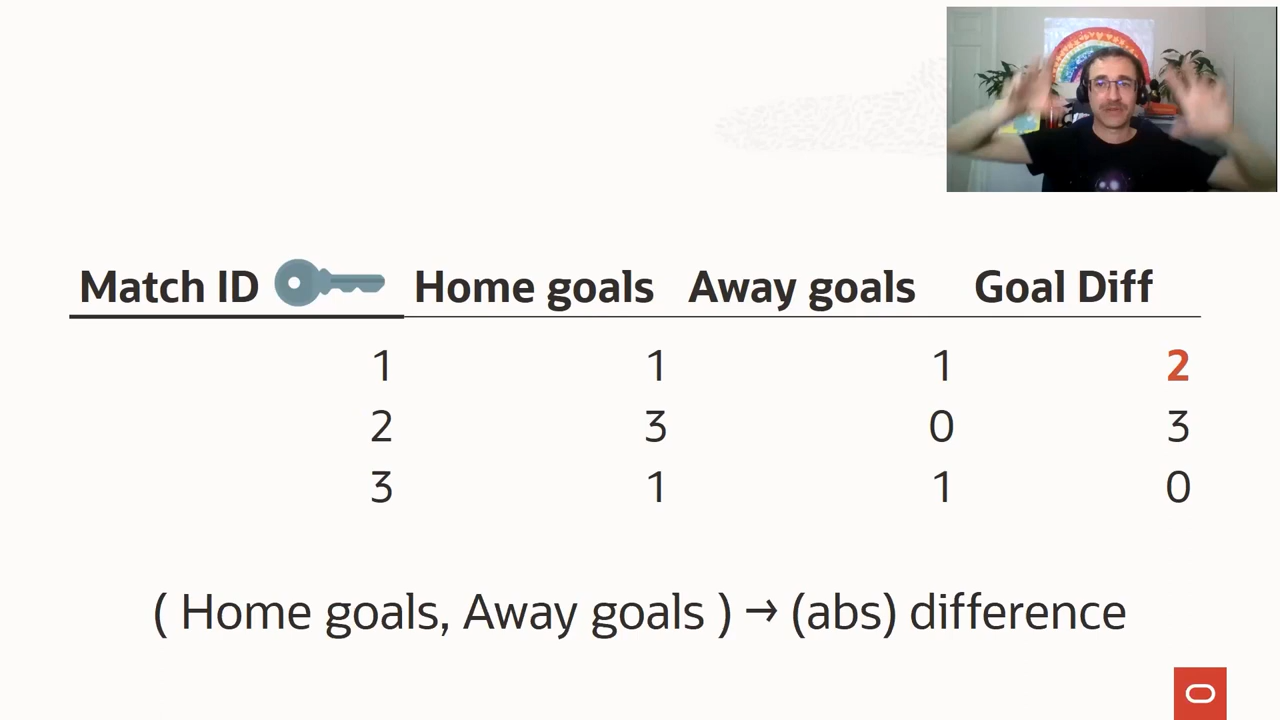 Match ID Home goals Away goals Goal Diff
1 1 1 2
2 3 0 3
3 1 1 0
( Home goals, Away goals ) → (abs) difference